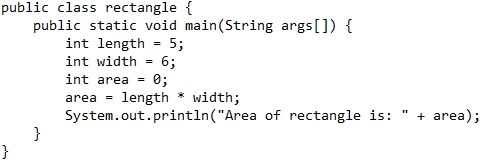 public class rectangle {
    public static void main(String args[]) {
        int length = 5;
        int width = 6;
        int area = 0;
        area = length * width;
        System.out.println("Area of rectangle is: " + area);
    }
}